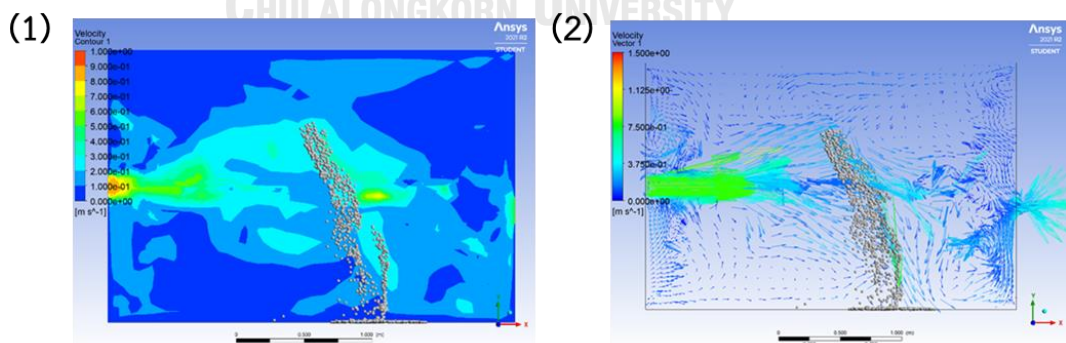 CHULALONGKORN UNIVERSITY
(1)
Velocity
Contour 1
1.000e+00
9.000e-01
8.000e-01
7.000e-01
6.000e-01
5.000e-01
4.000e-01
3.000e-01
2.000e-01
1.000e-01
0.000e+00
[m s^-1]
Ansys
2021 R2
STUDENT
Y
X
0
0.500
1.000 (m)
(2)
Velocity
Vector 1
1.500e+00
1.125e+00
7.500e-01
3.750e-01
0.000e+00
[m s^-1]
Ansys
2021 R2
STUDENT
Y
X
0
0.500
1.000 (m)